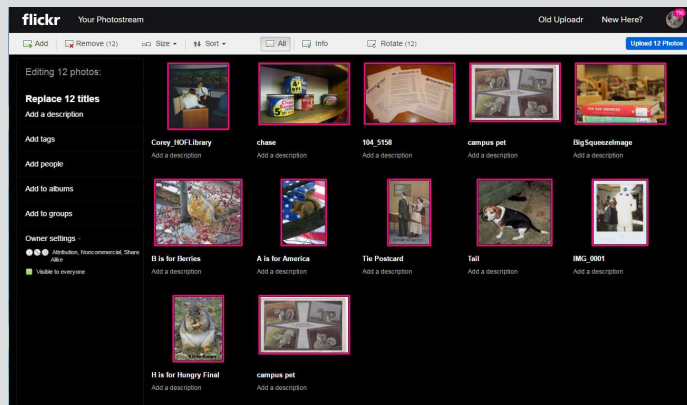 flickr Your Photostream Old Uploadr New Here?
Add Remove (12) Size Sort All Info Rotate (12) Upload 12 Photos
Editing 12 photos:
Replace 12 titles
Add a description
Add tags
Add people
Add to albums
Add to groups
Owner settings
Attribution, Noncommercial, Share
Alike
Visible to everyone
Corey_HOFLibrary chase 104_5158 campus pet BigSqueezeImage
Add a description Add a description Add a description Add a description Add a description
B is for Berries A is for America Tie Postcard Tail IMG_0001
Add a description Add a description Add a description Add a description Add a description
H is for Hungry Final campus pet
Add a description Add a description